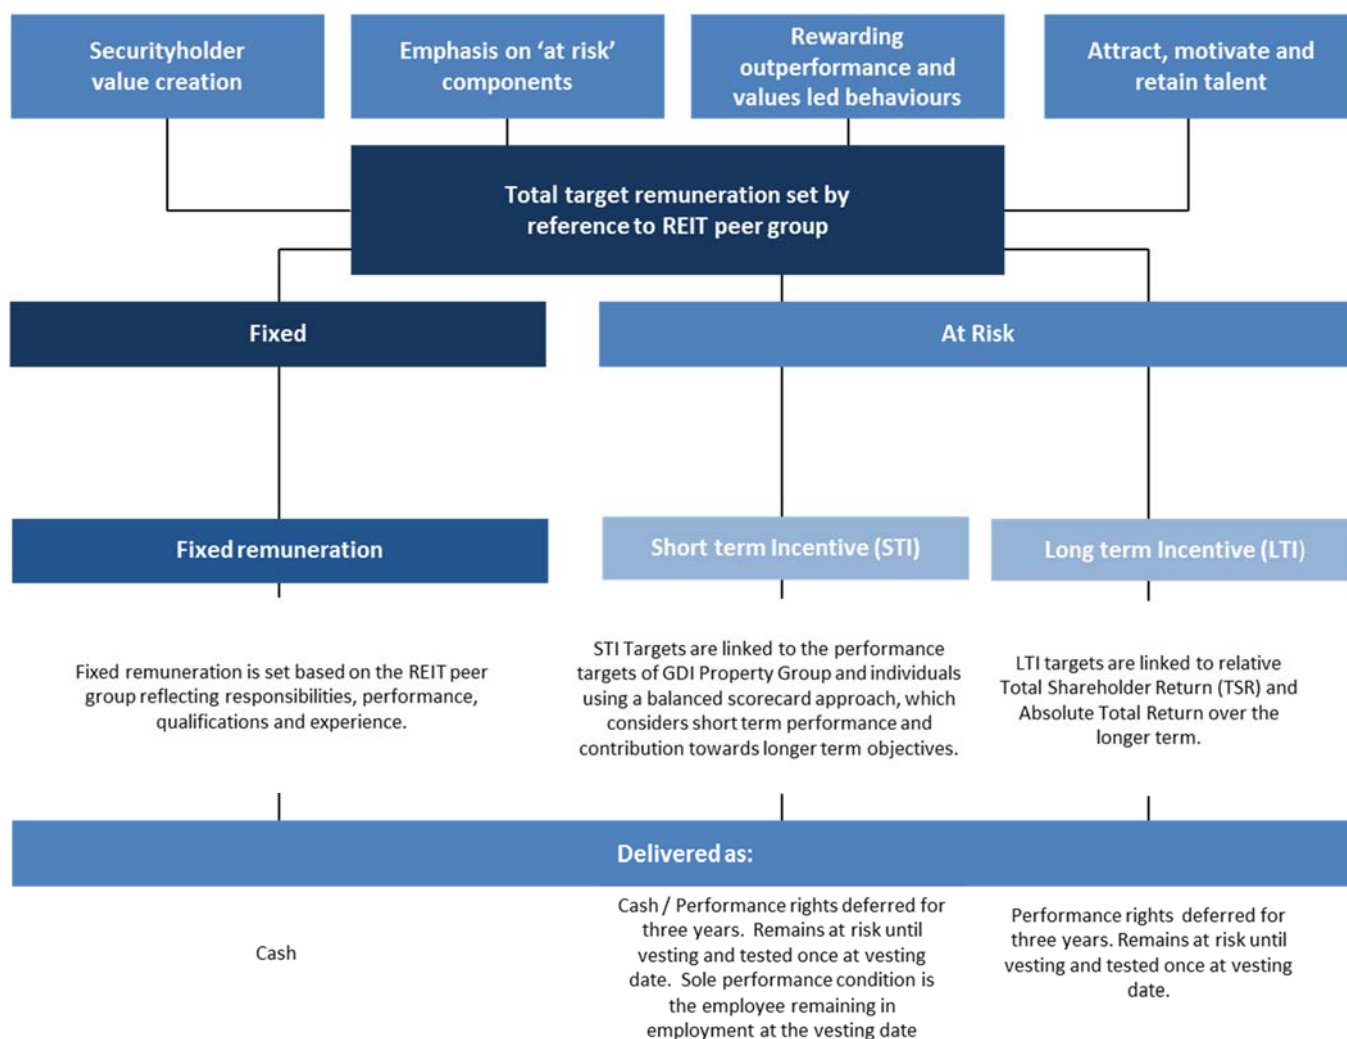 Securityholder
value creation
Emphasis on ‘at risk’
components
Rewarding
outperformance and
values led behaviours
Attract, motivate and
retain talent
Total target remuneration set by
reference to REIT peer group
Fixed
At Risk
Fixed remuneration
Short term Incentive (STI)
Long term Incentive (LTI)
Fixed remuneration is set based on the REIT peer
group reflecting responsibilities, performance,
qualifications and experience.
STI Targets are linked to the performance
targets of GDI Property Group and individuals
using a balanced scorecard approach, which
considers short term performance and
contribution towards longer term objectives.
LTI targets are linked to relative
Total Shareholder Return (TSR) and
Absolute Total Return over the
longer term.
Delivered as:
Cash
Cash / Performance rights deferred for
three years. Remains at risk until
vesting and tested once at vesting
date. Sole performance condition is
the employee remaining in
employment at the vesting date
Performance rights deferred for
three years. Remains at risk until
vesting and tested once at vesting
date.